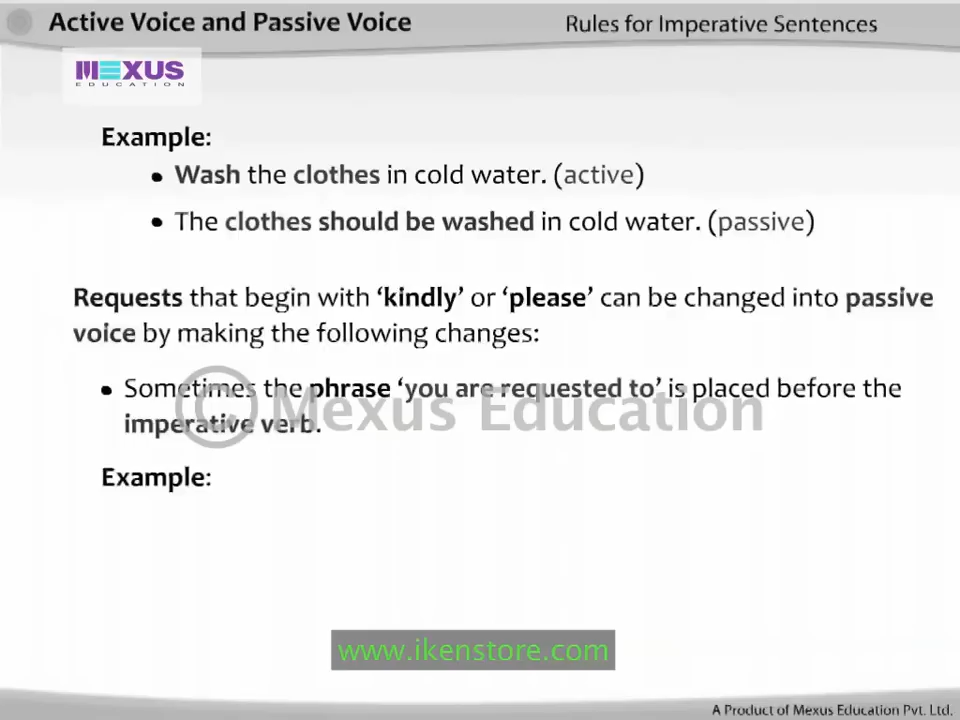 Active Voice and Passive Voice
Rules for Imperative Sentences
MEXUS
EDUCATION
Example:
• Wash the clothes in cold water. (active)
• The clothes should be washed in cold water. (passive)
Requests that begin with ‘kindly’ or ‘please’ can be changed into passive
voice by making the following changes:
• Sometimes the phrase ‘you are requested to’ is placed before the
imperative verb.
© Mexus Education
Example:
www.ikenstore.com
A Product of Mexus Education Pvt. Ltd.